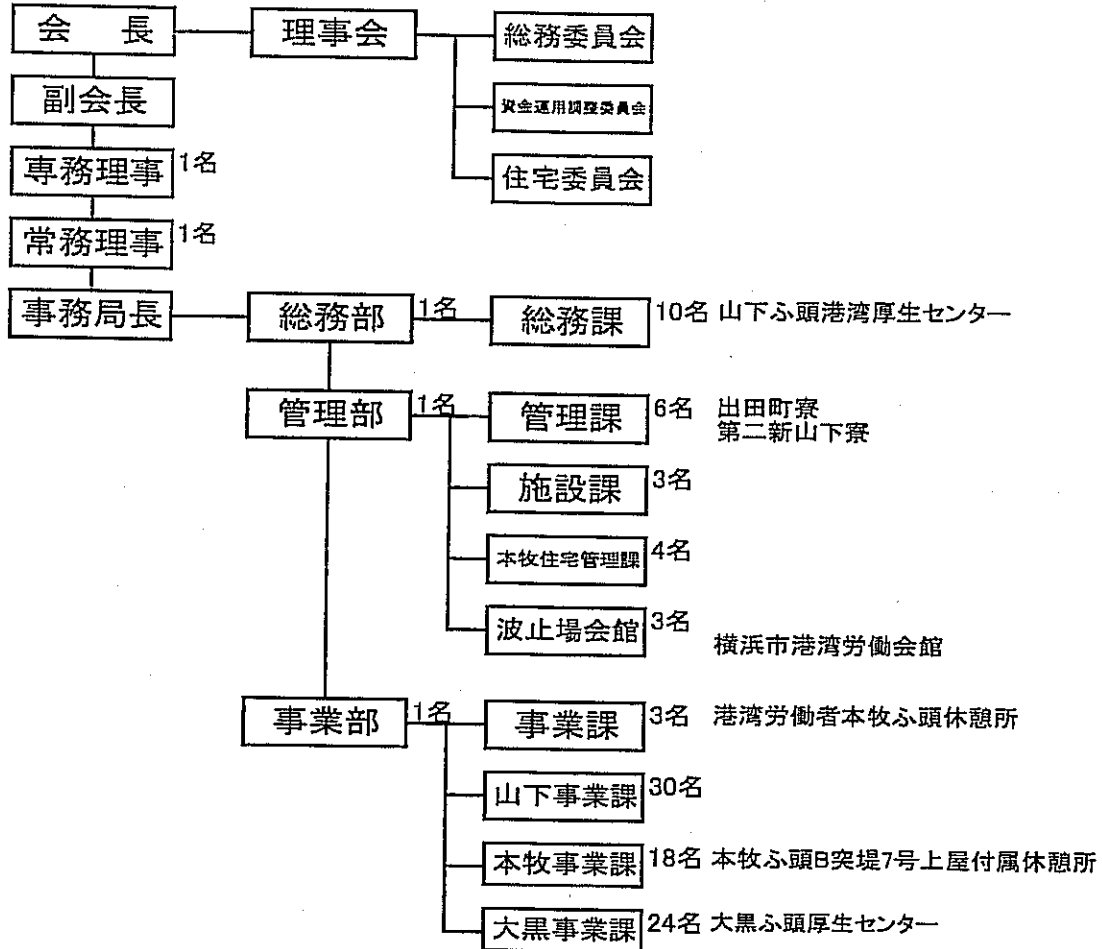 会　長
理事会
総務委員会
副会長
資金運用調整委員会
専務理事 1名
住宅委員会
常務理事 1名
事務局長
総務部 1名
総務課 10名 山下ふ頭港湾厚生センター
管理部 1名
管理課 6名 出田町寮
第二新山下寮
施設課 3名
本牧住宅管理課 4名
波止場会館 3名
横浜市港湾労働会館
事業部 1名
事業課 3名 港湾労働者本牧ふ頭休憩所
山下事業課 30名
本牧事業課 18名 本牧ふ頭B突堤7号上屋付属休憩所
大黒事業課 24名 大黒ふ頭厚生センター